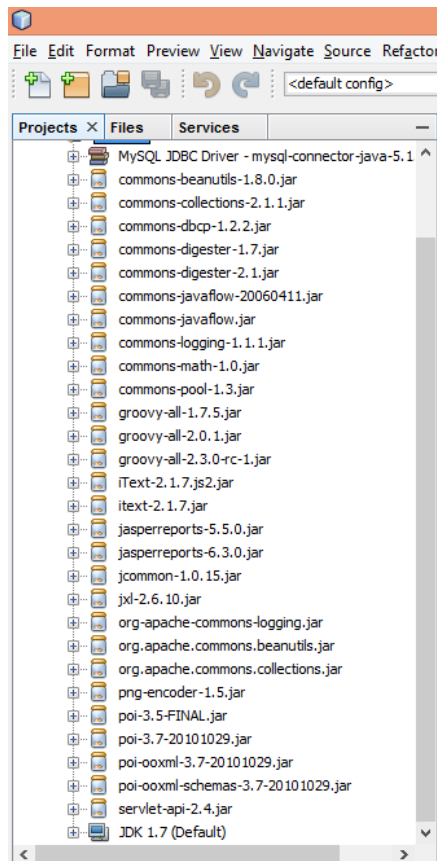 File Edit Format Preview View Navigate Source Refactor
<default config>
Projects × Files Services
MySQL JDBC Driver - mysql-connector-java-5.1
commons-beanutils-1.8.0.jar
commons-collections-2.1.1.jar
commons-dbcp-1.2.2.jar
commons-digester-1.7.jar
commons-digester-2.1.jar
commons-javaflow-20060411.jar
commons-javaflow.jar
commons-logging-1.1.1.jar
commons-math-1.0.jar
commons-pool-1.3.jar
groovy-all-1.7.5.jar
groovy-all-2.0.1.jar
groovy-all-2.3.0-rc-1.jar
iText-2.1.7.js2.jar
itext-2.1.7.jar
jasperreports-5.5.0.jar
jasperreports-6.3.0.jar
jcommon-1.0.15.jar
jxl-2.6.10.jar
org-apache-commons-logging.jar
org.apache.commons.beanutils.jar
org.apache.commons.collections.jar
png-encoder-1.5.jar
poi-3.5-FINAL.jar
poi-3.7-20101029.jar
poi-ooxml-3.7-20101029.jar
poi-ooxml-schemas-3.7-20101029.jar
servlet-api-2.4.jar
JDK 1.7 (Default)